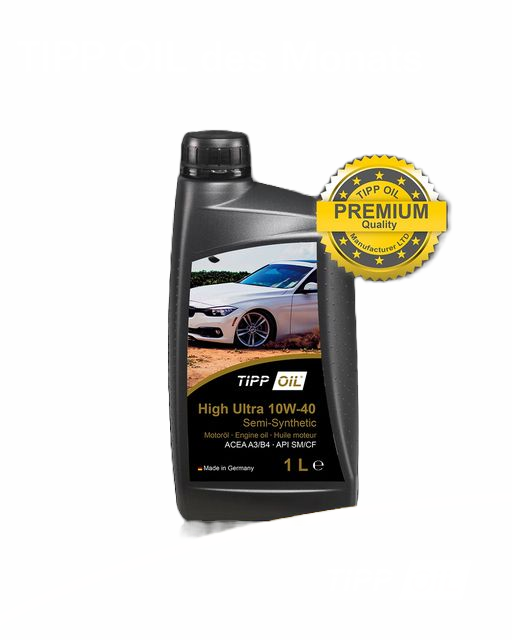 TIPP OIL
PREMIUM
Quality
Manufacturer LTD
TIPP OIL
High Ultra 10W-40
Semi-Synthetic
Motoröl · Engine oil · Huile moteur
ACEA A3/B4 · API SM/CF
Made in Germany
1 L ℮